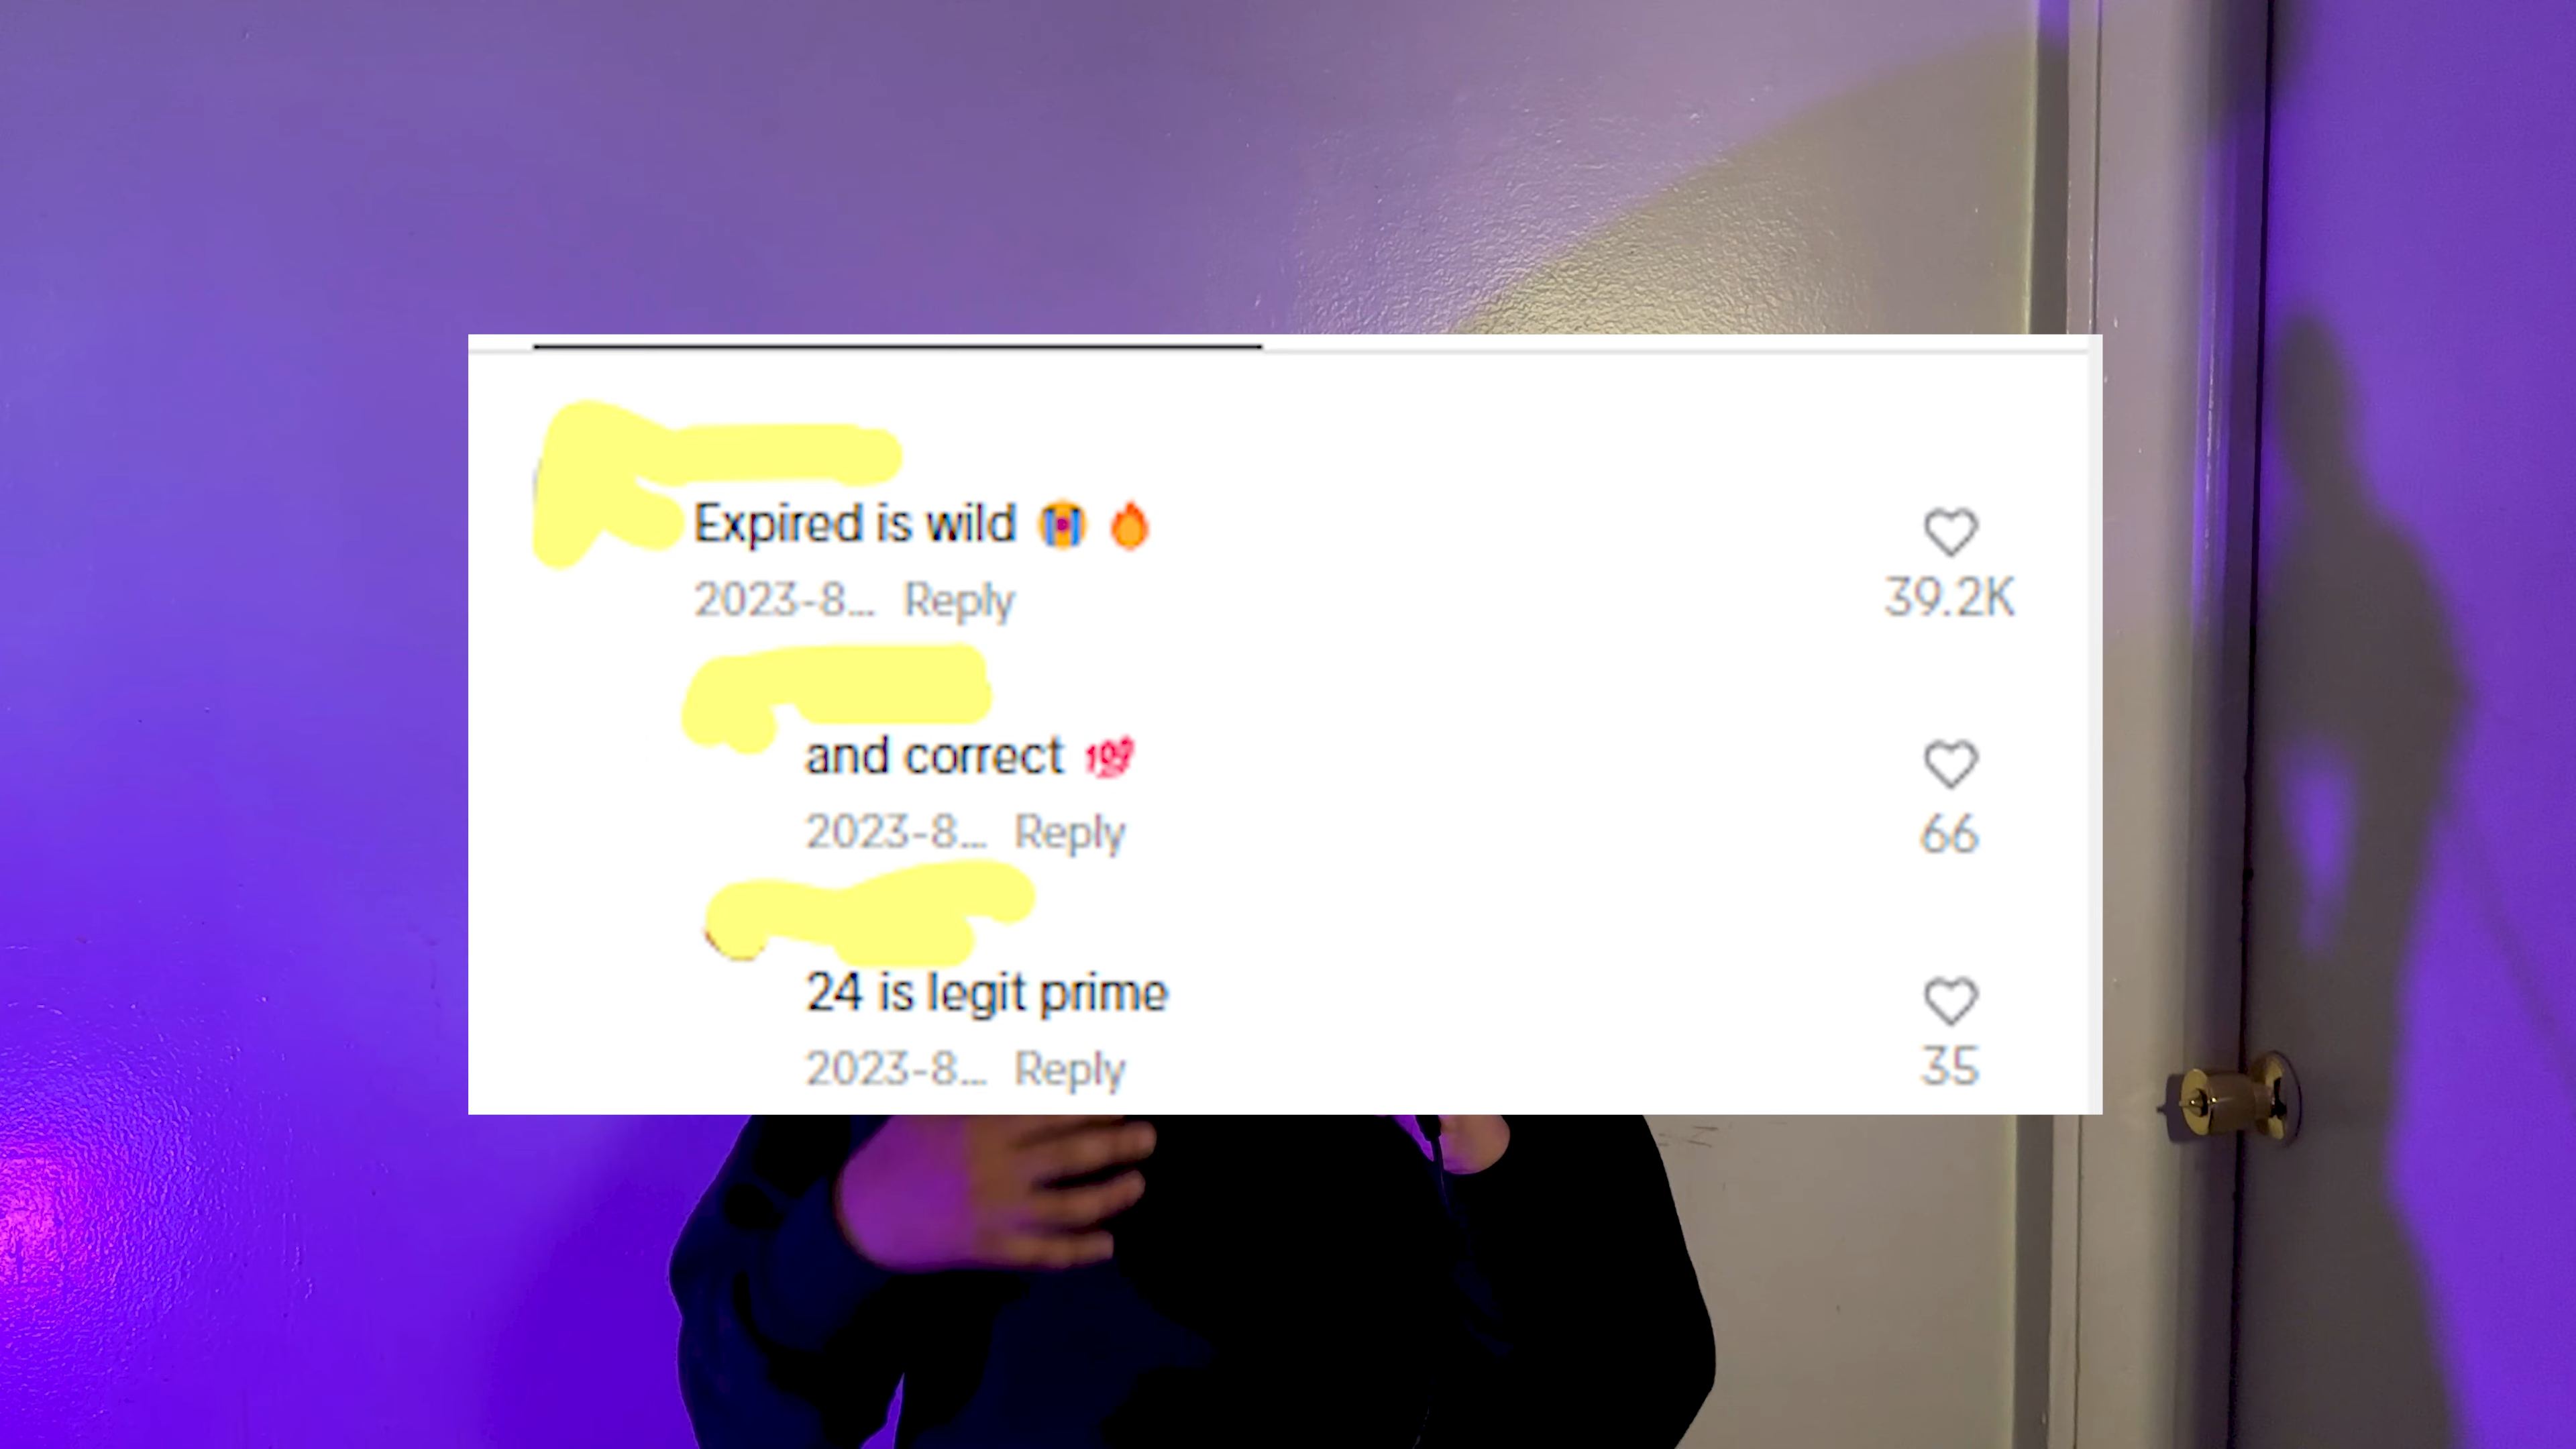 Expired is wild 😭 🔥
2023-8... Reply
39.2K
and correct 💯
2023-8... Reply
66
24 is legit prime
2023-8... Reply
35